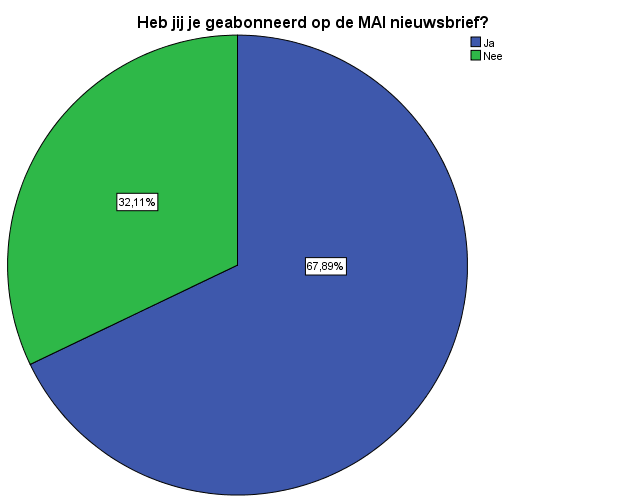 Heb jij je geabonneerd op de MAI nieuwsbrief?
Ja
Nee
32,11%
67,89%